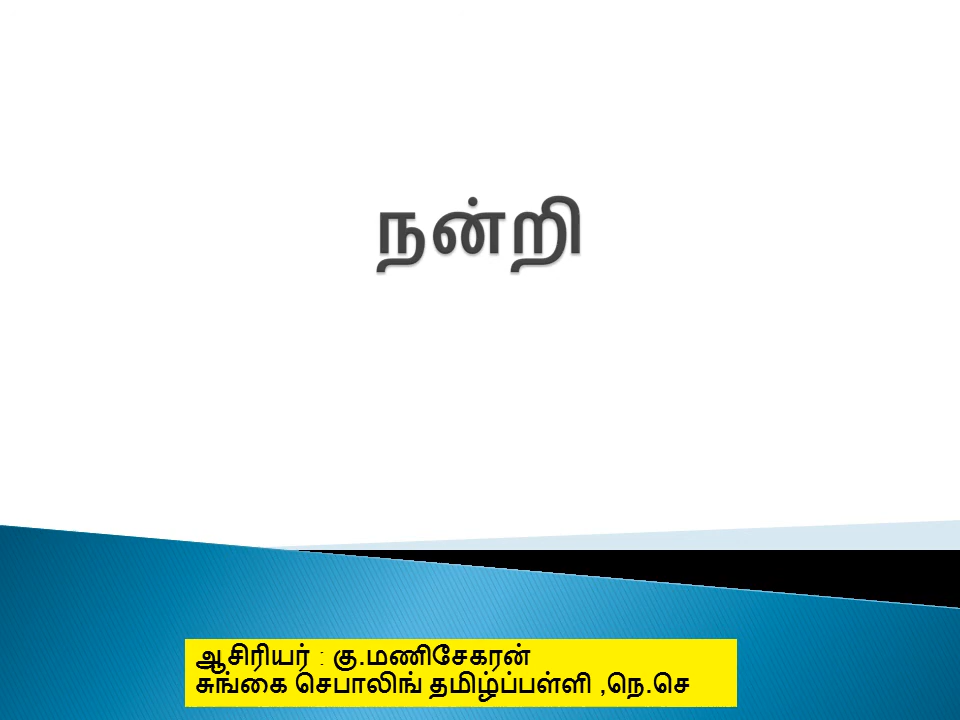 நன்றி
ஆசிரியர் : கு.மணிசேகரன்
சுங்கை செபாலிங் தமிழ்ப்பள்ளி ,நெ.செ